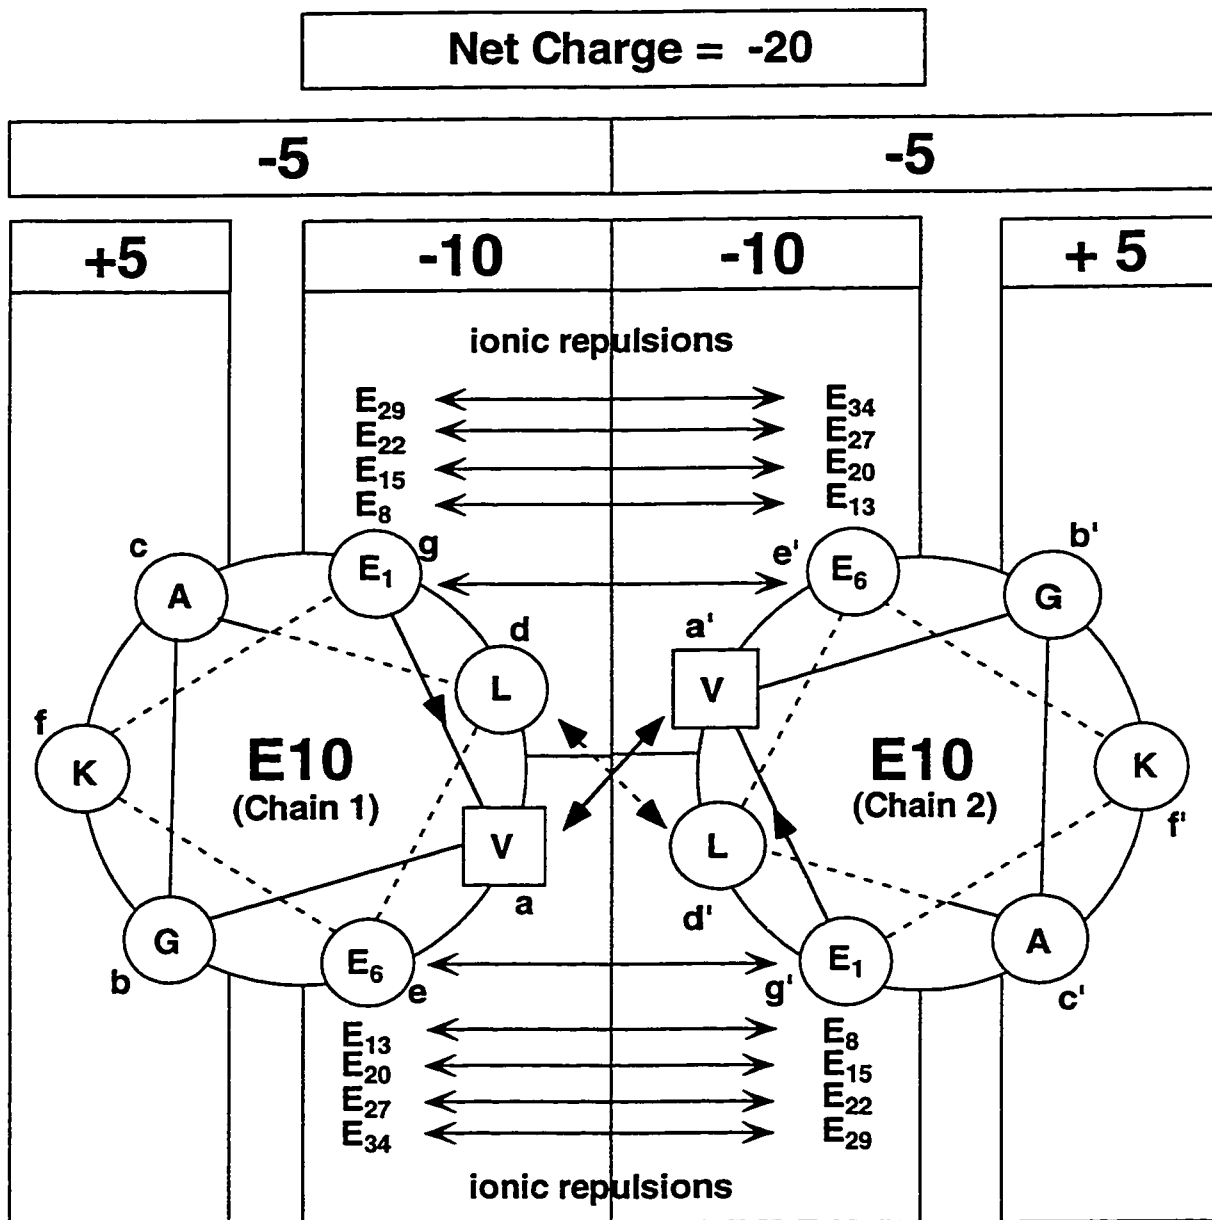 Net Charge = -20
-5 -5
+5 -10 -10 + 5
ionic repulsions
E29 E34
E22 E27
E15 E20
E8 E13
c g e' b'
A E1 E6 G
d a'
L V
f
K E10 E10 K
(Chain 1) (Chain 2)
f'
V L
a d'
G E6 E1 A
b e g' c'
E13 E8
E20 E15
E27 E22
E34 E29
ionic repulsions